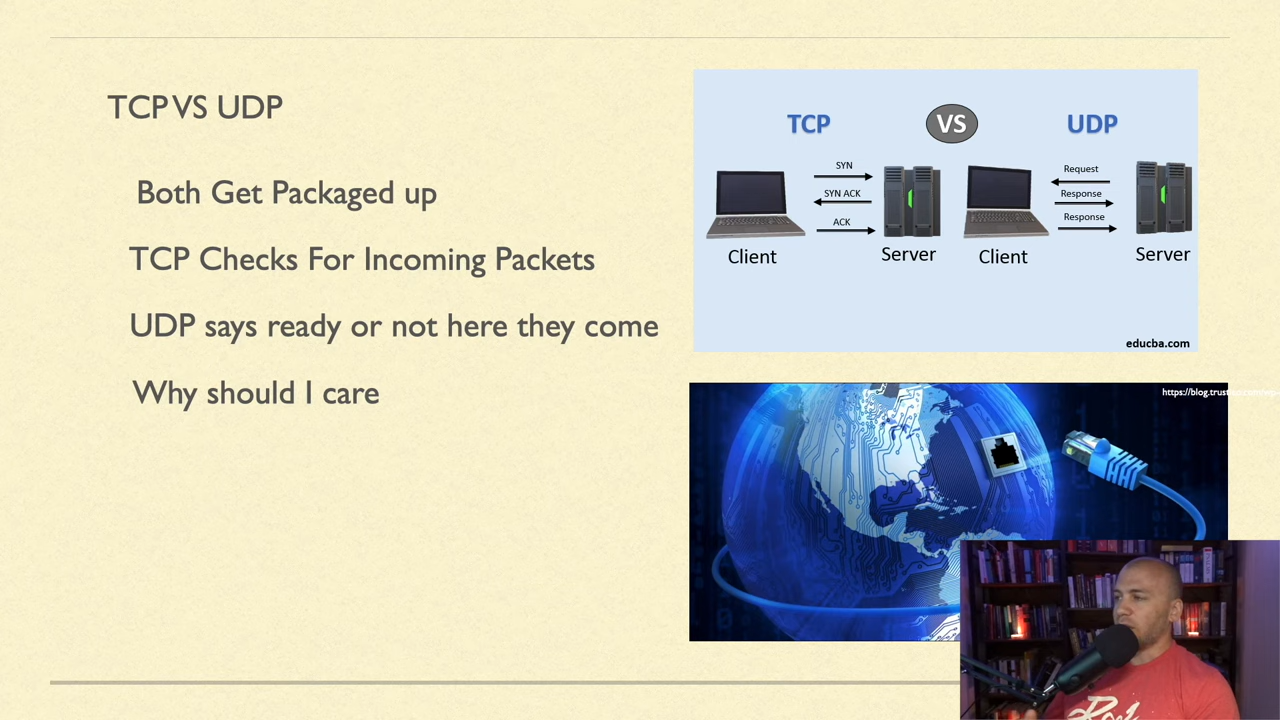 TCP VS UDP
Both Get Packaged up
TCP Checks For Incoming Packets
UDP says ready or not here they come
Why should I care
TCP VS UDP
SYN
SYN ACK
ACK
Client
Server
Request
Response
Response
Client
Server
educba.com